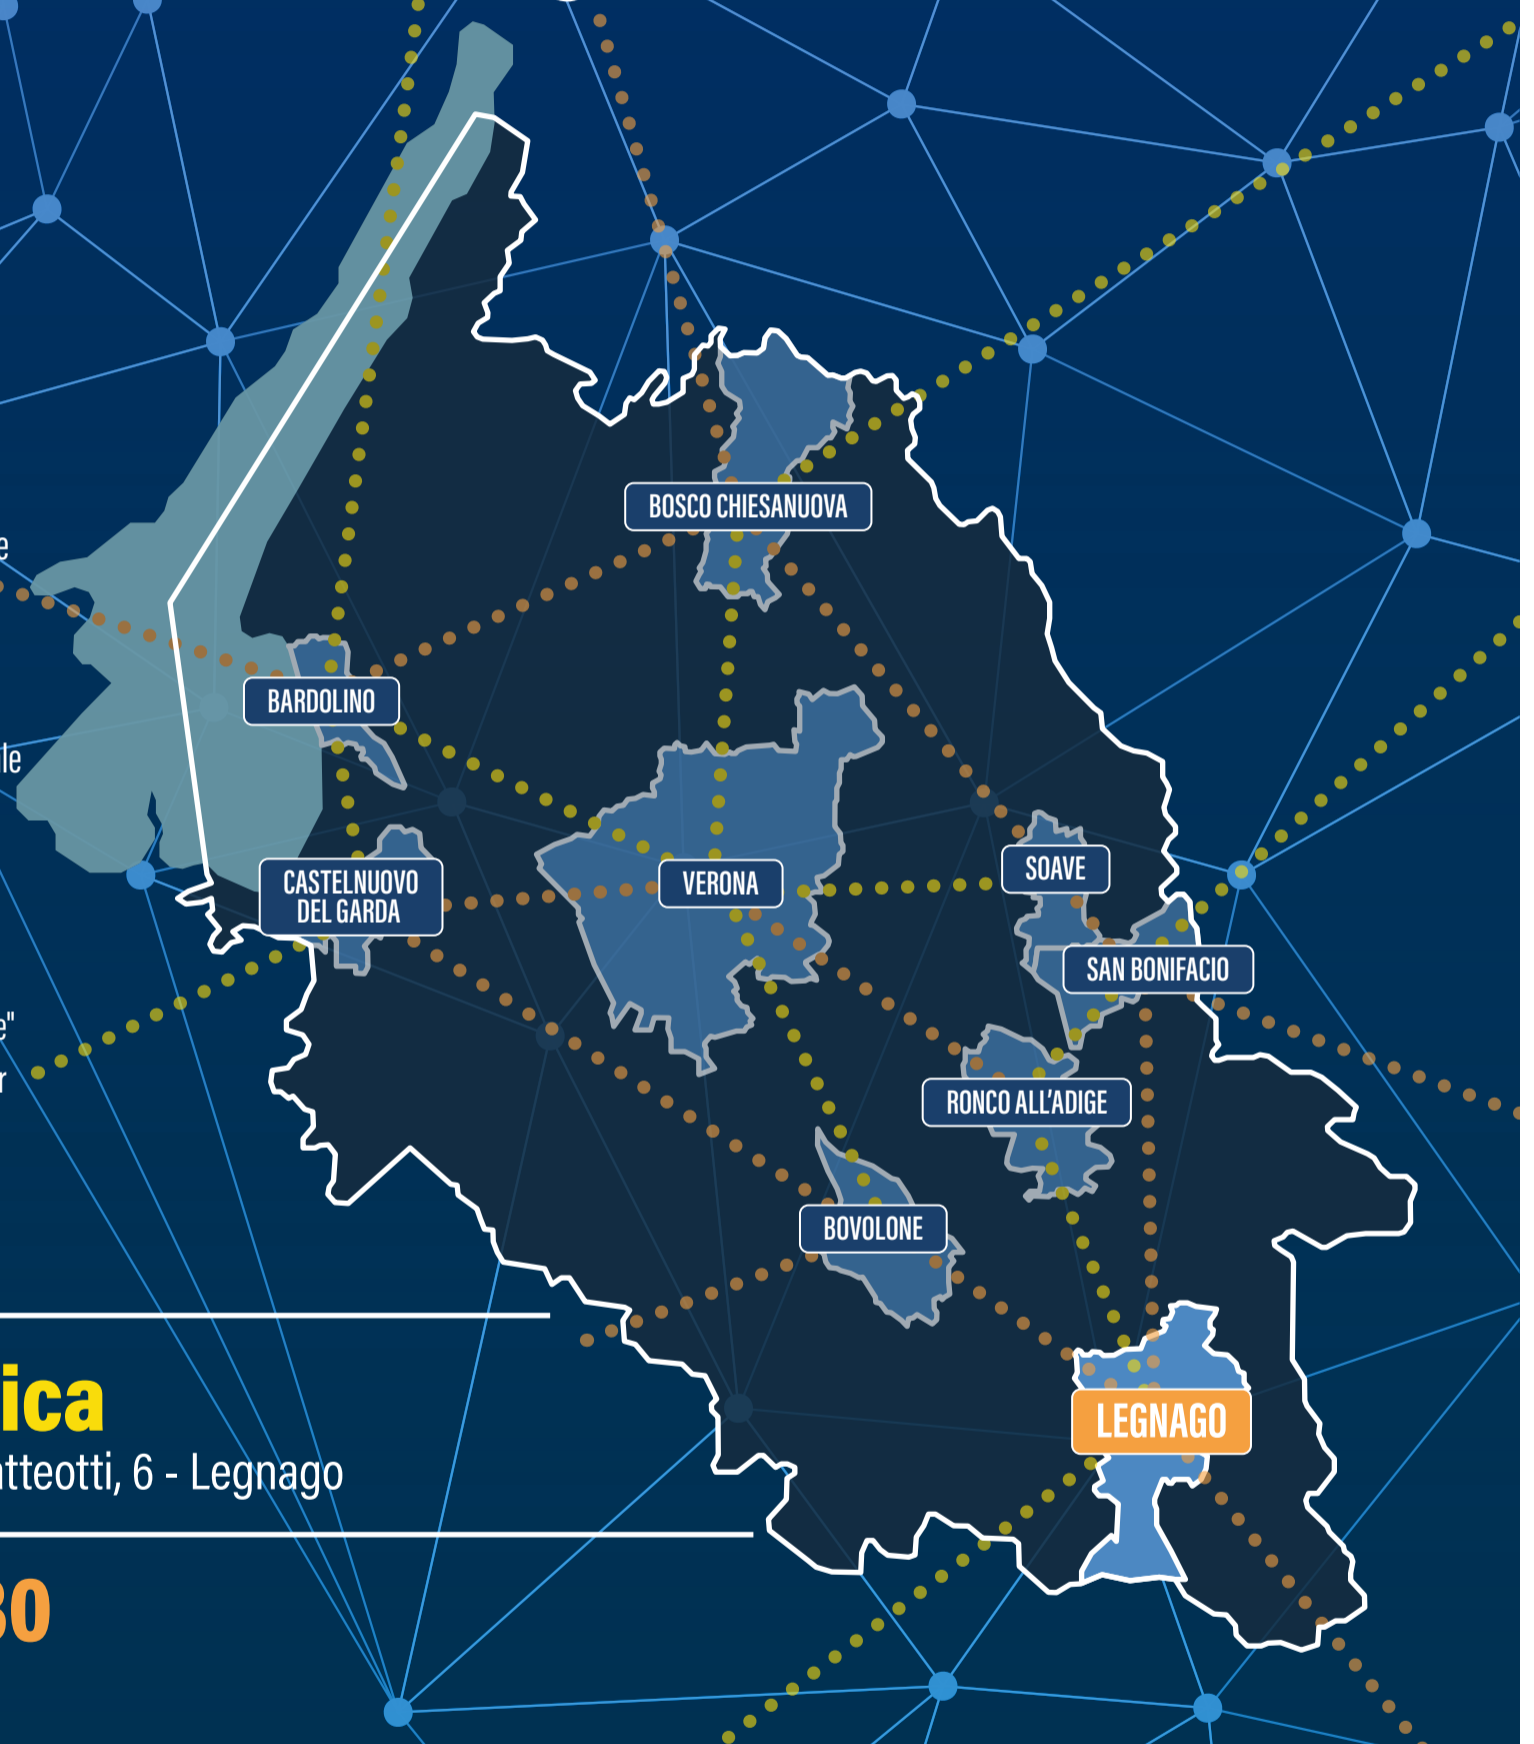 BOSCO CHIESANUOVA
e
BARDOLINO
le
CASTELNUOVO
DEL GARDA
VERONA
SOAVE
SAN BONIFACIO
e"
r
RONCO ALL'ADIGE
BOVOLONE
ica
LEGNAGO
tteotti, 6 - Legnago
30